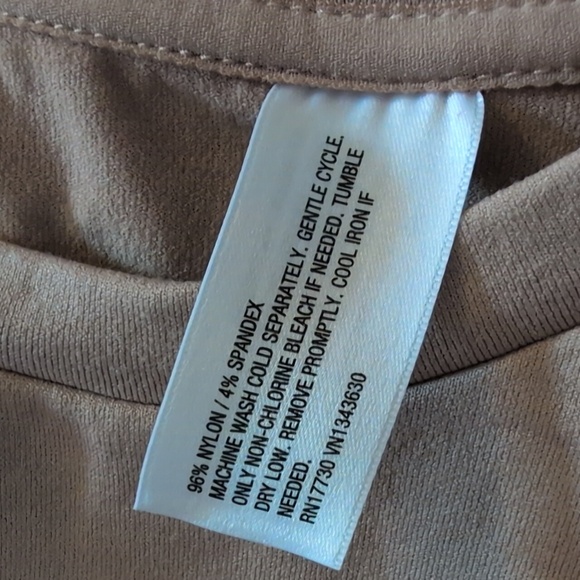 96% NYLON / 4% SPANDEX
MACHINE WASH COLD SEPARATELY. GENTLE CYCLE.
ONLY NON-CHLORINE BLEACH IF NEEDED. TUMBLE
DRY LOW. REMOVE PROMPTLY. COOL IRON IF
NEEDED.
RN17730 VN1343630